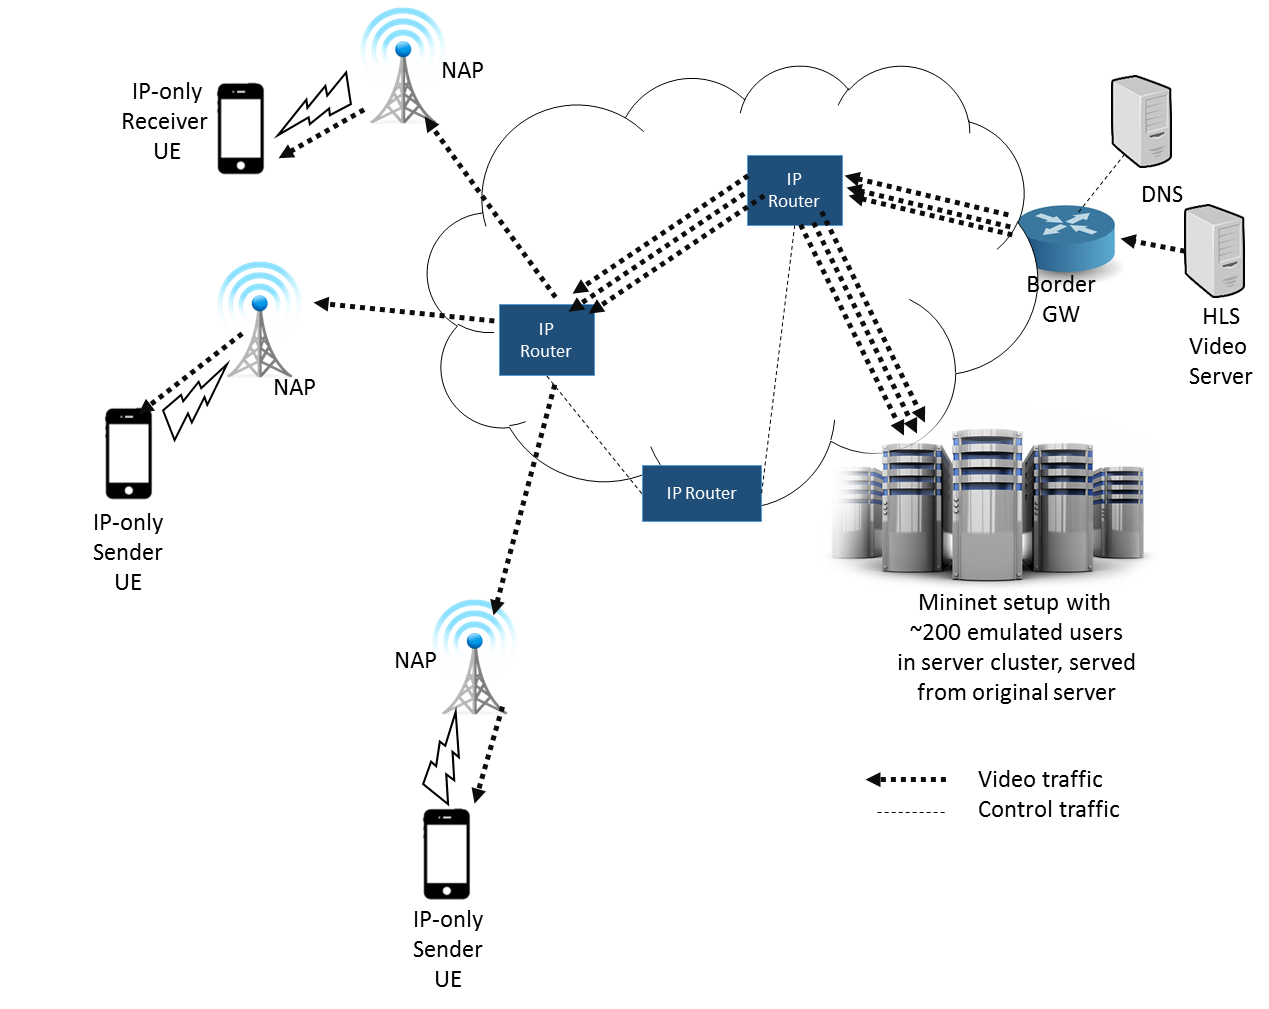 NAP
IP-only
Receiver
UE
IP
Router
DNS
Border
GW
HLS
Video
Server
IP
Router
NAP
IP Router
IP-only
Sender
UE
Mininet setup with
~200 emulated users
in server cluster, served
from original server
NAP
Video traffic
Control traffic
IP-only
Sender
UE